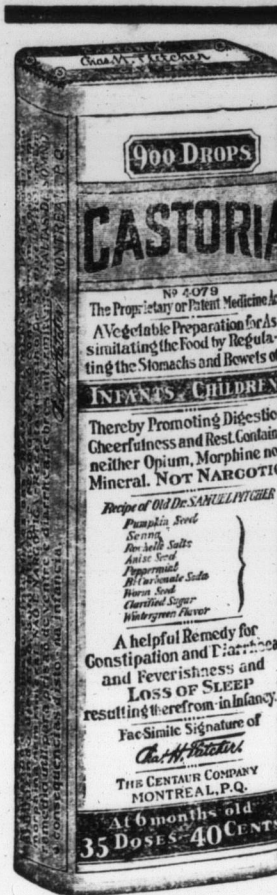 Chas. H. Fletcher
900 DROPS
CASTORIA
No 4079
The Proprietary or Patent Medicine Ac
A Vegetable Preparation for As
similating the Food by Regula-
ting the Stomachs and Bowels of
INFANTS CHILDREN
Thereby Promoting Digestio
Cheerfulness and Rest. Contain
neither Opium, Morphine no
Mineral. NOT NARCOTIC
Recipe of Old Dr. SAMUEL PITCHER
Pumpkin Seed
Senna
Rochelle Salts
Anise Seed
Peppermint
Bi Carbonate Soda
Worm Seed
Clarified Sugar
Wintergreen Flavor
A helpful Remedy for
Constipation and Diarrhoea
and Feverishness and
LOSS OF SLEEP
resulting therefrom in Infancy.
Fac-Simile Signature of
Chas. H. Fletcher.
THE CENTAUR COMPANY
MONTREAL, P.Q.
At 6 months old
35 DOSES - 40 CENTS